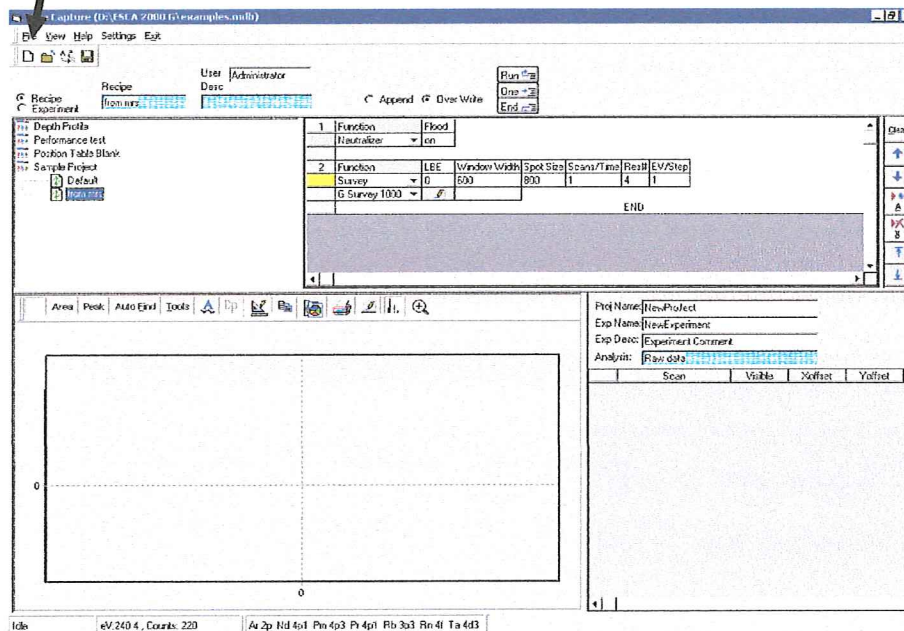 Capture (D:\ESCA 2000 G\examples.mdb)
View Help Settings Exit
User Administrator
Recipe Desc
Recipe
Experiment
from mrs
Append Over Write
Run
One
End
Depth Profile
Performance test
Position Table Blank
Sample Project
Default
from mrs
1 Function Flood
Neutralizer on
2 Function LBE Window Width Spot Size Scans/Time Res# EV/Step
Survey 0 600 800 1 4 1
G Survey 1000
END
Clear
A
Area Peak Auto Find Tools
Proj Name: NewProject
Exp Name: NewExperiment
Exp Desc: Experiment Comment
Analysis: Raw data
Scan Visible Xoffset Yoffset
0
0
Idle eV:240.4 , Counts: 220 Ar 2p Nd 4p1 Pm 4p3 Pr 4p1 Rb 3p3 Rn 4f Ta 4d3